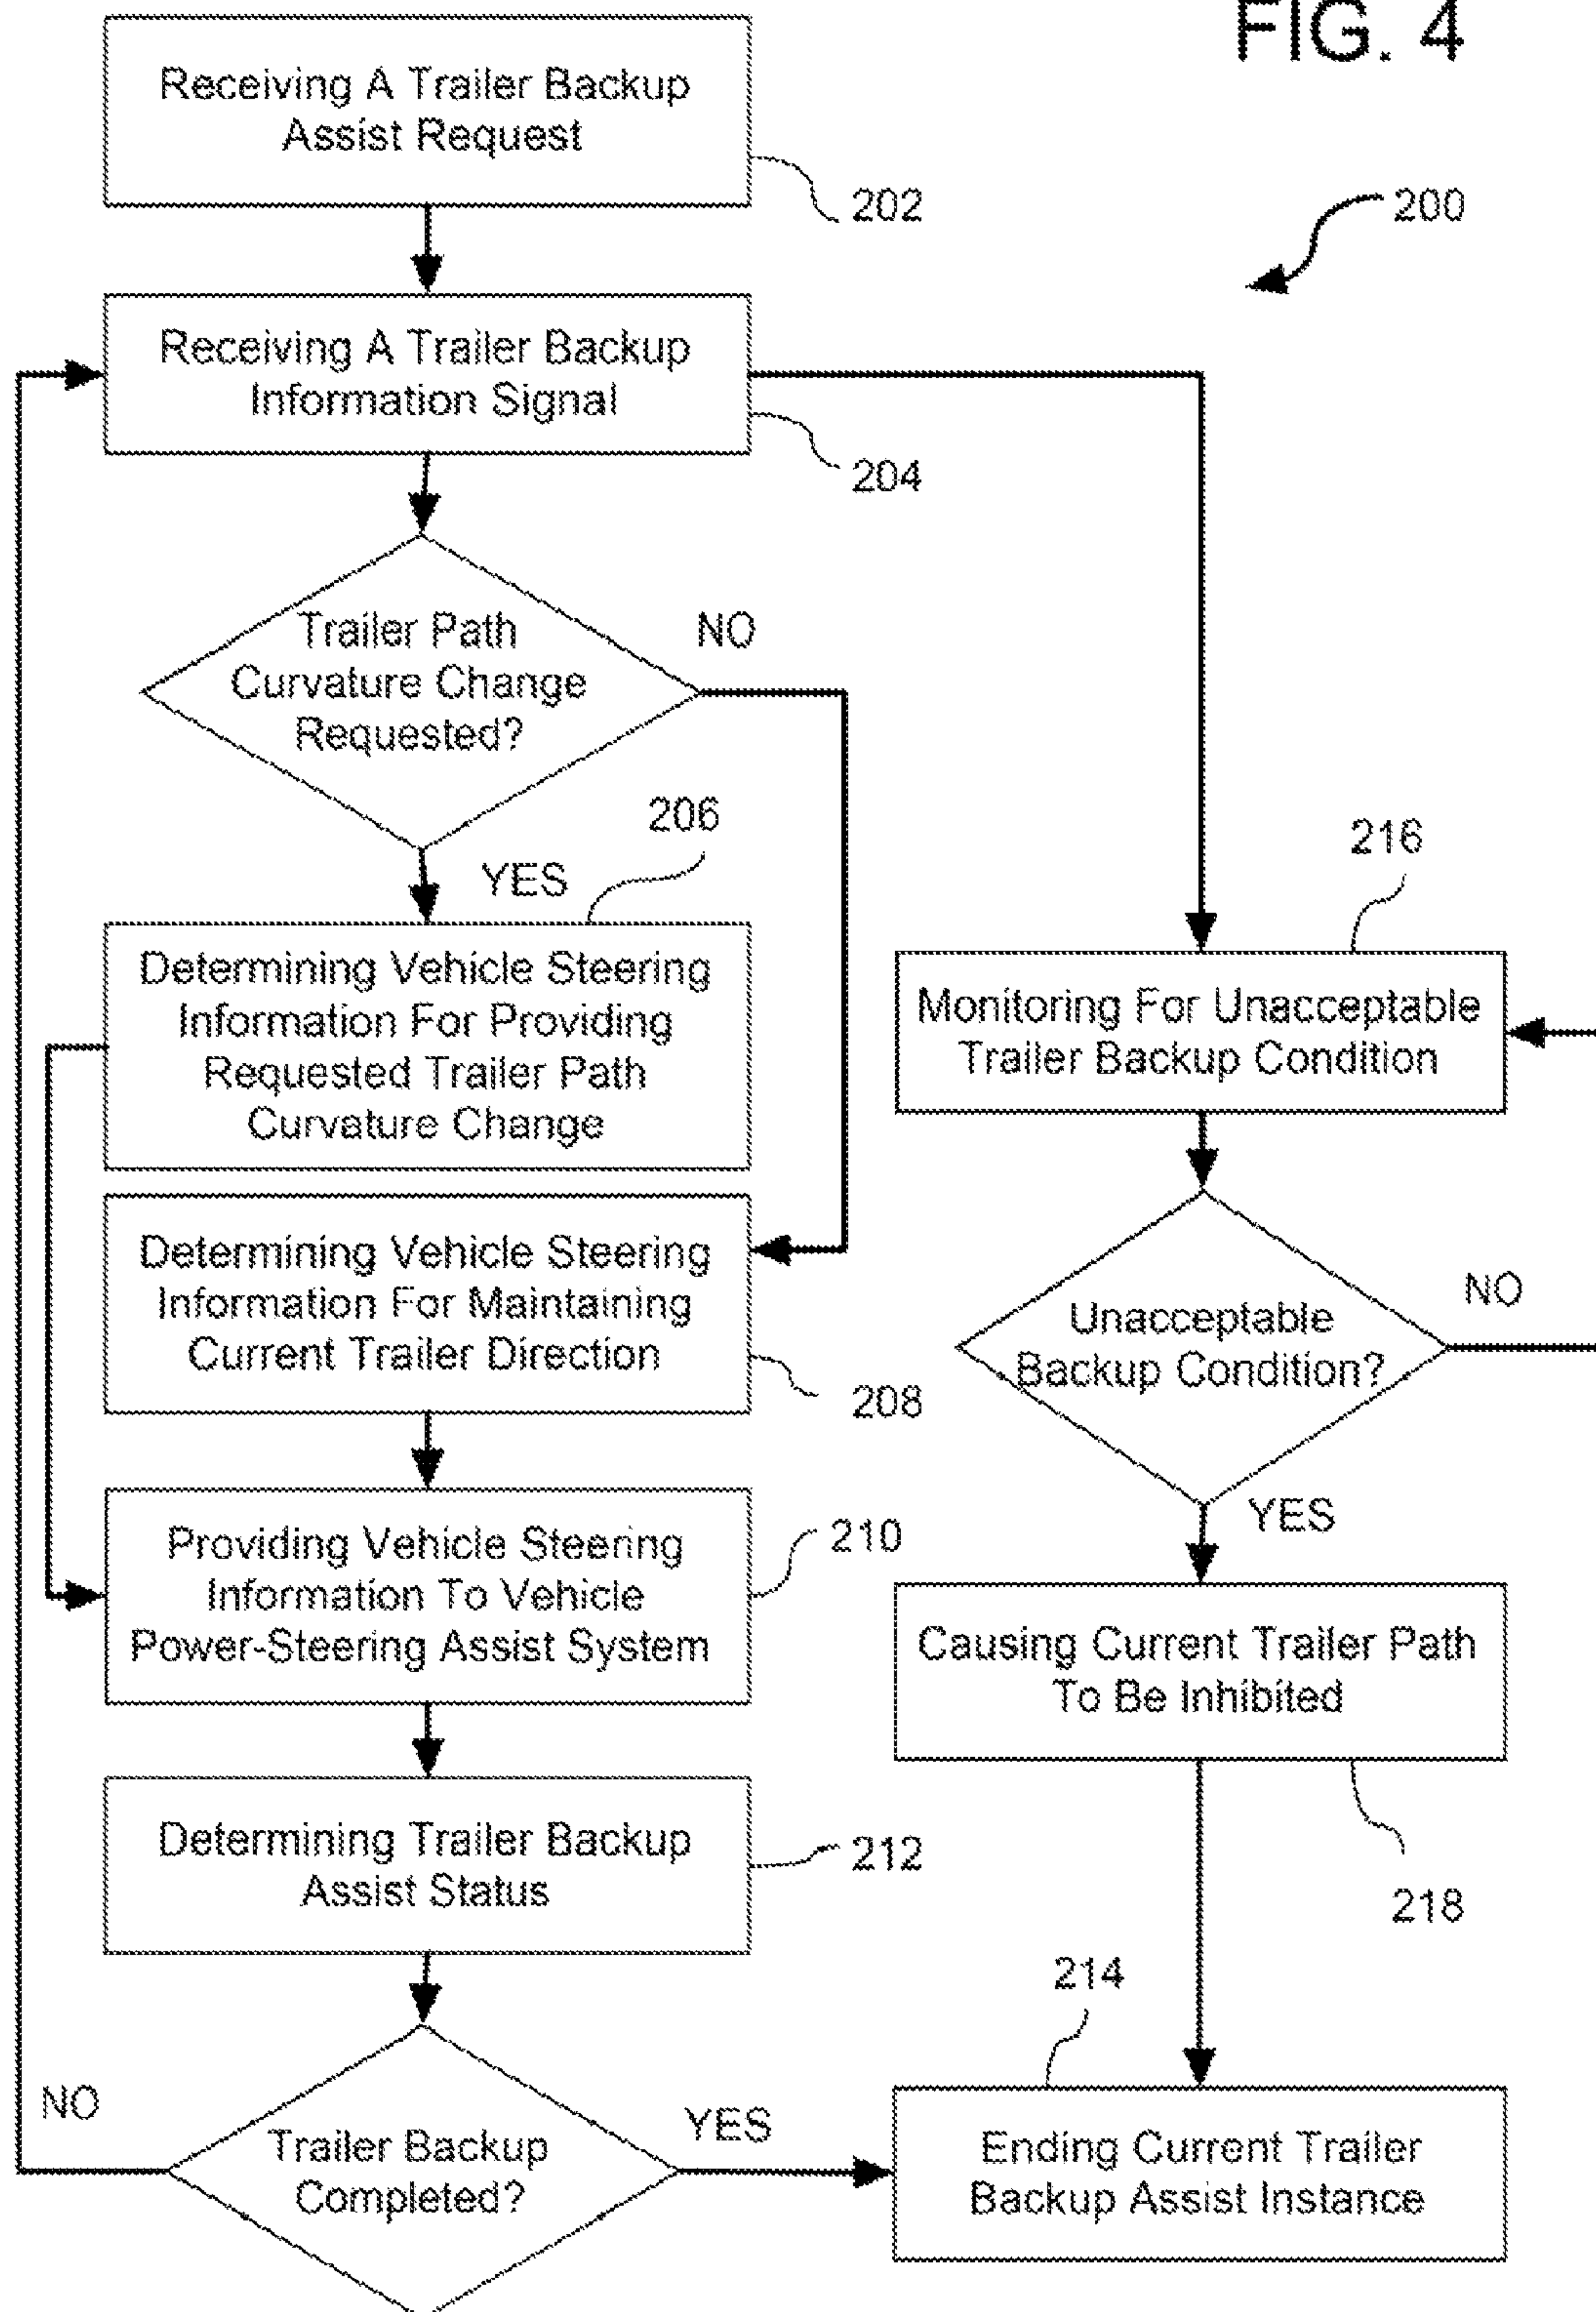 FIG. 4
Receiving A Trailer Backup
Assist Request
202
200
Receiving A Trailer Backup
Information Signal
204
Trailer Path
Curvature Change
Requested?
NO
YES
206
Determining Vehicle Steering
Information For Providing
Requested Trailer Path
Curvature Change
Determining Vehicle Steering
Information For Maintaining
Current Trailer Direction
208
Providing Vehicle Steering
Information To Vehicle
Power-Steering Assist System
210
Determining Trailer Backup
Assist Status
212
Trailer Backup
Completed?
NO
YES
216
Monitoring For Unacceptable
Trailer Backup Condition
Unacceptable
Backup Condition?
NO
YES
Causing Current Trailer Path
To Be Inhibited
218
214
Ending Current Trailer
Backup Assist Instance